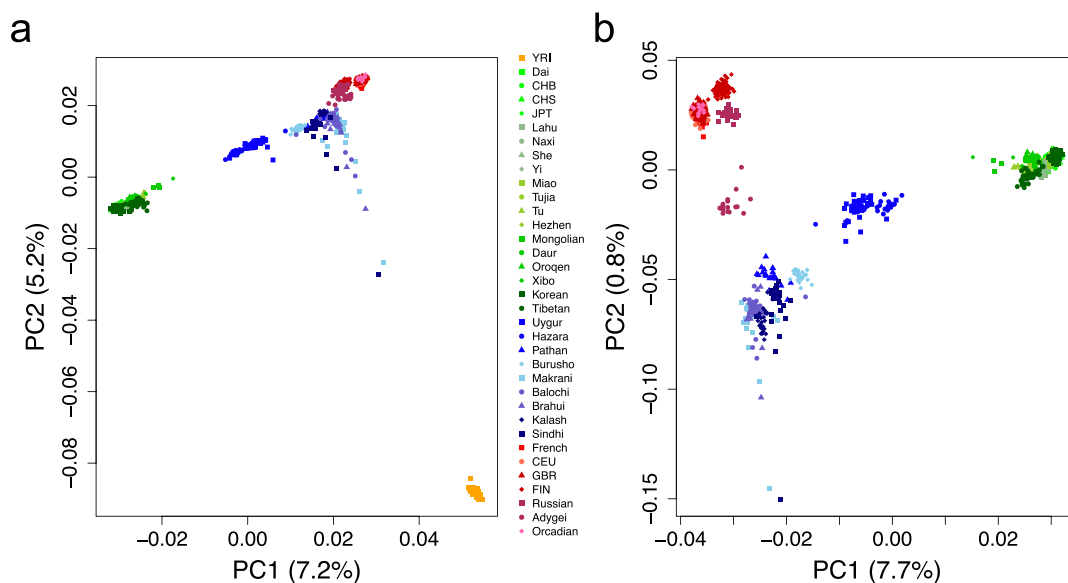 a
PC2 (5.2%)
0.02
0.00
−0.02
−0.04
−0.06
−0.08
−0.02
0.00
0.02
0.04
PC1 (7.2%)
YRI
Dai
CHB
CHS
JPT
Lahu
Naxi
She
Yi
Miao
Tujia
Tu
Hezhen
Mongolian
Daur
Oroqen
Xibo
Korean
Tibetan
Uygur
Hazara
Pathan
Burusho
Makrani
Balochi
Brahui
Kalash
Sindhi
French
CEU
GBR
FIN
Russian
Adygei
Orcadian
b
PC2 (0.8%)
0.05
0.00
−0.05
−0.10
−0.15
−0.04
−0.02
0.00
0.02
PC1 (7.7%)